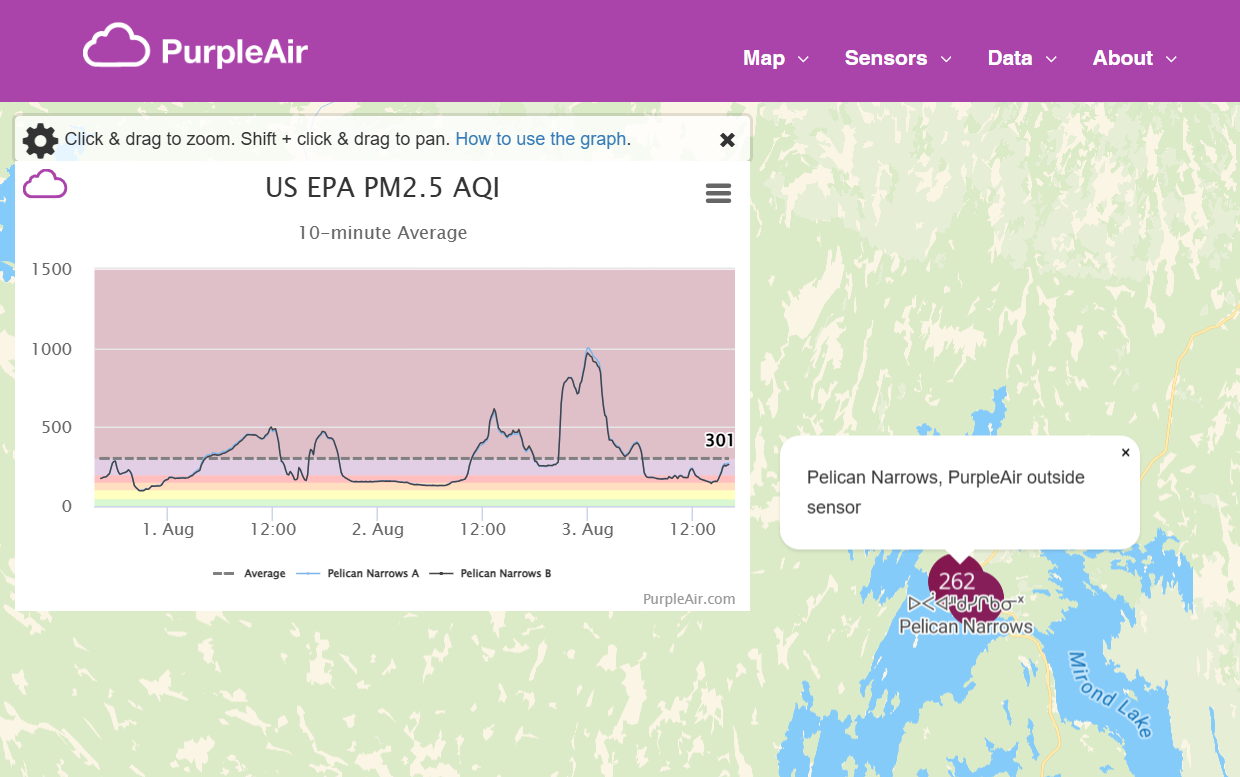 PurpleAir
Map Sensors Data About
Click & drag to zoom. Shift + click & drag to pan. How to use the graph.
US EPA PM2.5 AQI
10-minute Average
1500
1000
500
0
301
1. Aug 12:00 2. Aug 12:00 3. Aug 12:00
Average Pelican Narrows A Pelican Narrows B
PurpleAir.com
Pelican Narrows, PurpleAir outside
sensor
262
Pelican Narrows
Mirond Lake